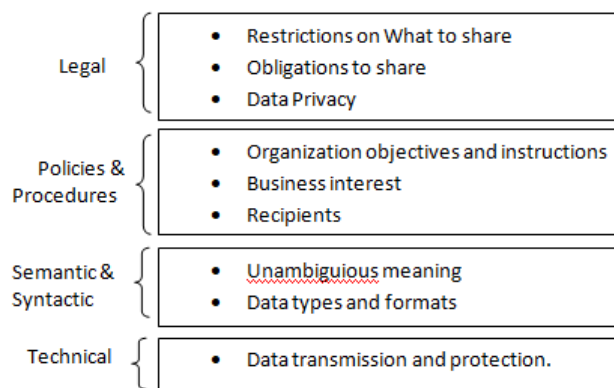 Legal
• Restrictions on What to share
• Obligations to share
• Data Privacy
Policies &
Procedures
• Organization objectives and instructions
• Business interest
• Recipients
Semantic &
Syntactic
• Unambiguious meaning
• Data types and formats
Technical
• Data transmission and protection.